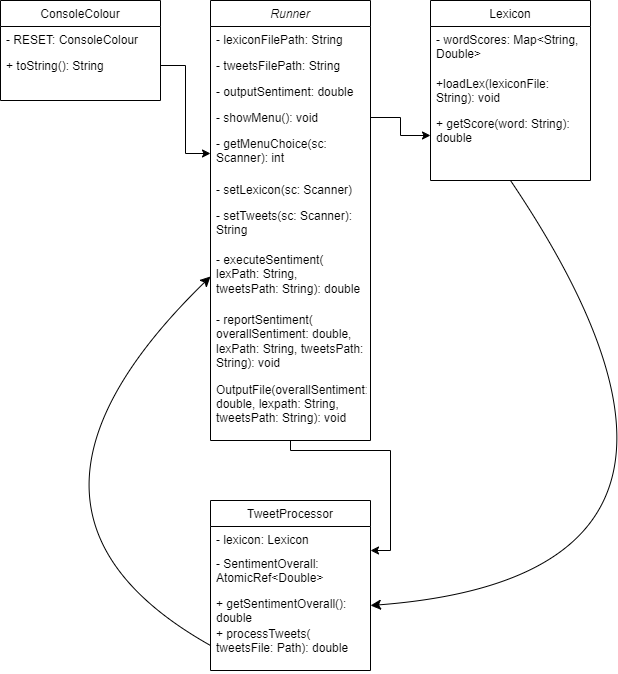 ConsoleColour
- RESET: ConsoleColour
+ toString(): String
Runner
- lexiconFilePath: String
- tweetsFilePath: String
- outputSentiment: double
- showMenu(): void
- getMenuChoice(sc:
Scanner): int
- setLexicon(sc: Scanner)
- setTweets(sc: Scanner):
String
- executeSentiment(
lexPath: String,
tweetsPath: String): double
- reportSentiment(
overallSentiment: double,
lexPath: String, tweetsPath:
String): void
OutputFile(overallSentiment:
double, lexpath: String,
tweetsPath: String): void
Lexicon
- wordScores: Map<String,
Double>
+loadLex(lexiconFile:
String): void
+ getScore(word: String):
double
TweetProcessor
- lexicon: Lexicon
- SentimentOverall:
AtomicRef<Double>
+ getSentimentOverall():
double
+ processTweets(
tweetsFile: Path): double